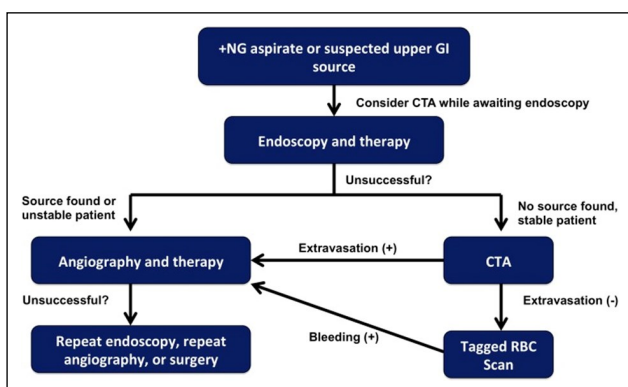 +NG aspirate or suspected upper GI
source
Consider CTA while awaiting endoscopy
Endoscopy and therapy
Unsuccessful?
Source found or
unstable patient
No source found,
stable patient
Angiography and therapy
Extravasation (+)
CTA
Unsuccessful?
Extravasation (-)
Repeat endoscopy, repeat
angiography, or surgery
Bleeding (+)
Tagged RBC
Scan